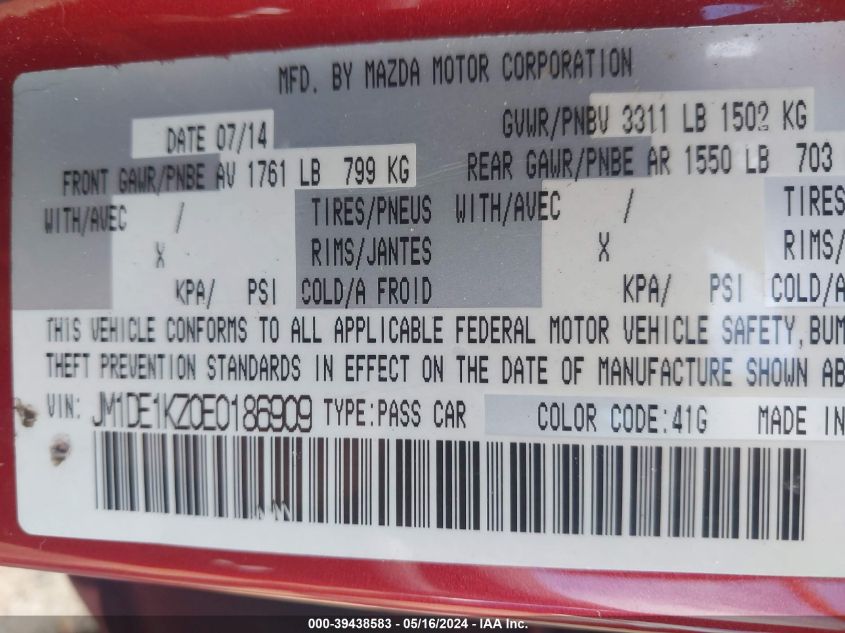 MFD. BY MAZDA MOTOR CORPORATION
DATE 07/14 GVWR/PNBV 3311 LB 1502 KG
FRONT GAWR/PNBE AV 1761 LB 799 KG REAR GAWR/PNBE AR 1550 LB 703
WITH/AVEC / TIRES/PNEUS WITH/AVEC / TIRES
X RIMS/JANTES X RIMS/
KPA/ PSI COLD/A FROID KPA/ PSI COLD/A
THIS VEHICLE CONFORMS TO ALL APPLICABLE FEDERAL MOTOR VEHICLE SAFETY, BUM
THEFT PREVENTION STANDARDS IN EFFECT ON THE DATE OF MANUFACTURE SHOWN AB
VIN: JM1DE1KZ0E0186909 TYPE:PASS CAR COLOR CODE:41G MADE IN
000-39438583 - 05/16/2024 - IAA Inc.